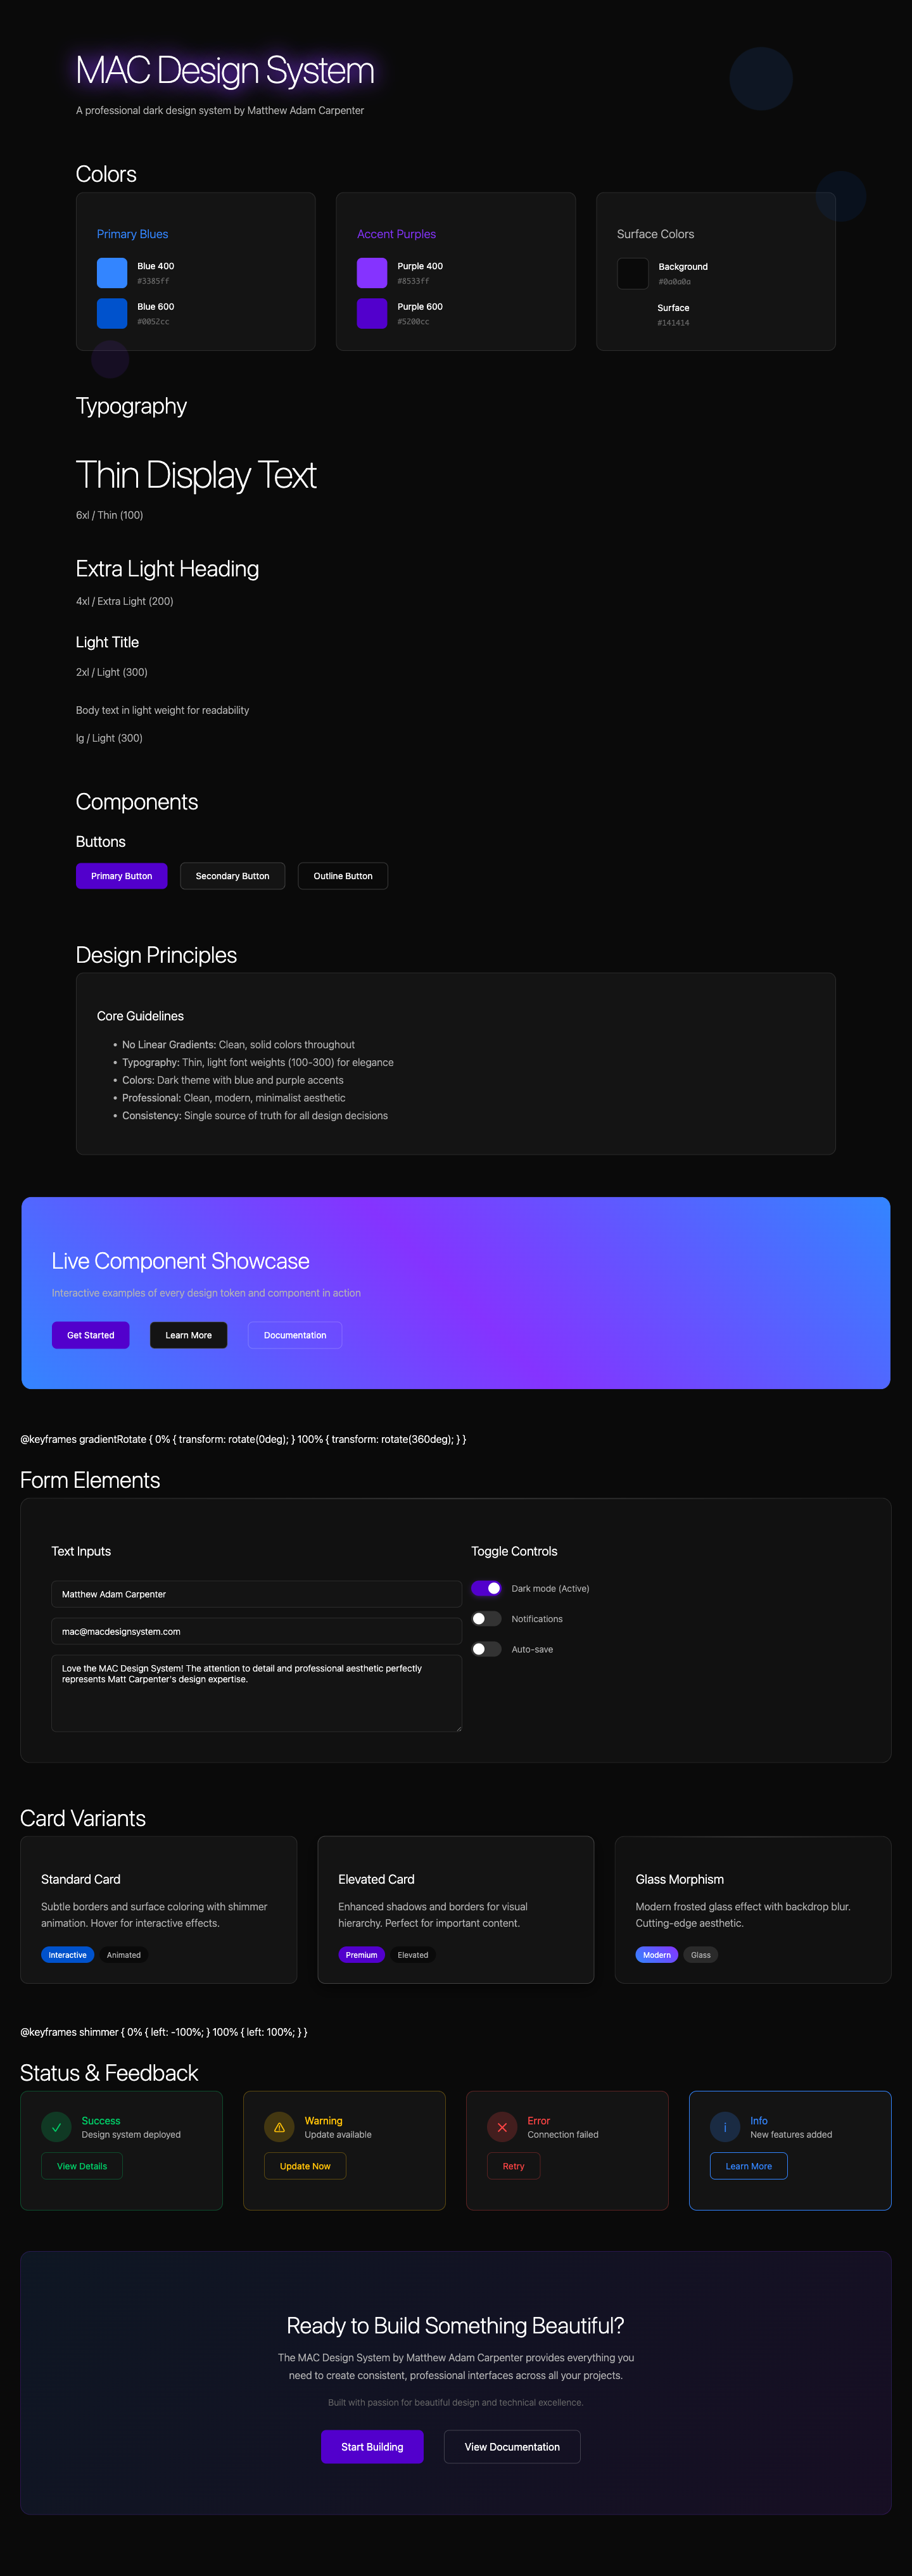 MAC Design System
A professional dark design system by Matthew Adam Carpenter
Colors
Primary Blues
Blue 400
#3385ff
Blue 600
#0052cc
Accent Purples
Purple 400
#8533ff
Purple 600
#5200cc
Surface Colors
Background
#0a0a0a
Surface
#141414
Typography
Thin Display Text
6xl / Thin (100)
Extra Light Heading
4xl / Extra Light (200)
Light Title
2xl / Light (300)
Body text in light weight for readability
lg / Light (300)
Components
Buttons
Primary Button
Secondary Button
Outline Button
Design Principles
Core Guidelines
• No Linear Gradients: Clean, solid colors throughout
• Typography: Thin, light font weights (100-300) for elegance
• Colors: Dark theme with blue and purple accents
• Professional: Clean, modern, minimalist aesthetic
• Consistency: Single source of truth for all design decisions
Live Component Showcase
Interactive examples of every design token and component in action
Get Started
Learn More
Documentation
@keyframes gradientRotate { 0% { transform: rotate(0deg); } 100% { transform: rotate(360deg); } }
Form Elements
Text Inputs
Matthew Adam Carpenter
mac@macdesignsystem.com
Love the MAC Design System! The attention to detail and professional aesthetic perfectly
represents Matt Carpenter's design expertise.
Toggle Controls
Dark mode (Active)
Notifications
Auto-save
Card Variants
Standard Card
Subtle borders and surface coloring with shimmer
animation. Hover for interactive effects.
Interactive
Animated
Elevated Card
Enhanced shadows and borders for visual
hierarchy. Perfect for important content.
Premium
Elevated
Glass Morphism
Modern frosted glass effect with backdrop blur.
Cutting-edge aesthetic.
Modern
Glass
@keyframes shimmer { 0% { left: -100%; } 100% { left: 100%; } }
Status & Feedback
Success
Design system deployed
View Details
Warning
Update available
Update Now
Error
Connection failed
Retry
Info
New features added
Learn More
Ready to Build Something Beautiful?
The MAC Design System by Matthew Adam Carpenter provides everything you
need to create consistent, professional interfaces across all your projects.
Built with passion for beautiful design and technical excellence.
Start Building
View Documentation